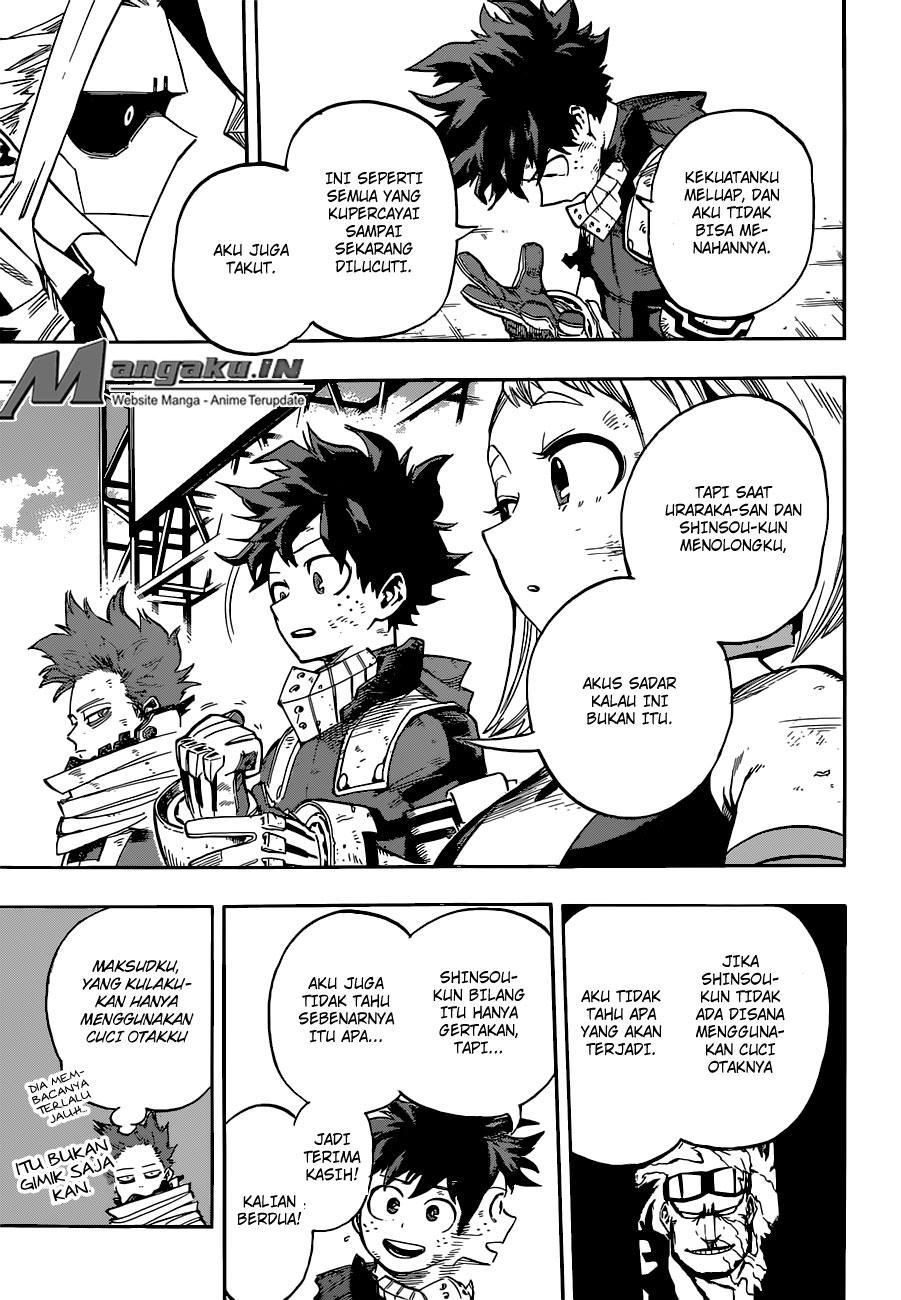 KEKUATANKU
MELUAP, DAN
AKU TIDAK
BISA ME-
NAHANNYA.
INI SEPERTI
SEMUA YANG
KUPERCAYAI
SAMPAI
SEKARANG
DILUCUTI.
AKU JUGA
TAKUT.
Mangaku.IN
Website Manga - Anime Terupdate
TAPI SAAT
URARAKA-SAN DAN
SHINSOU-KUN
MENOLONGKU,
AKUS SADAR
KALAU INI
BUKAN ITU.
JIKA
SHINSOU-
KUN TIDAK
ADA DISANA
MENGGUNA-
KAN CUCI
OTAKNYA
AKU TIDAK
TAHU APA
YANG AKAN
TERJADI.
SHINSOU-
KUN BILANG
ITU HANYA
GERTAKAN,
TAPI...
AKU JUGA
TIDAK TAHU
SEBENARNYA
ITU APA...
JADI
TERIMA
KASIH!
KALIAN
BERDUA!
MAKSUDKU,
YANG KULAKU-
KAN HANYA
MENGGUNAKAN
CUCI OTAKKU
DIA MEM-
BACANYA
TERLALU
JAUH...
ITU BUKAN
GIMIK SAJA
KAN.